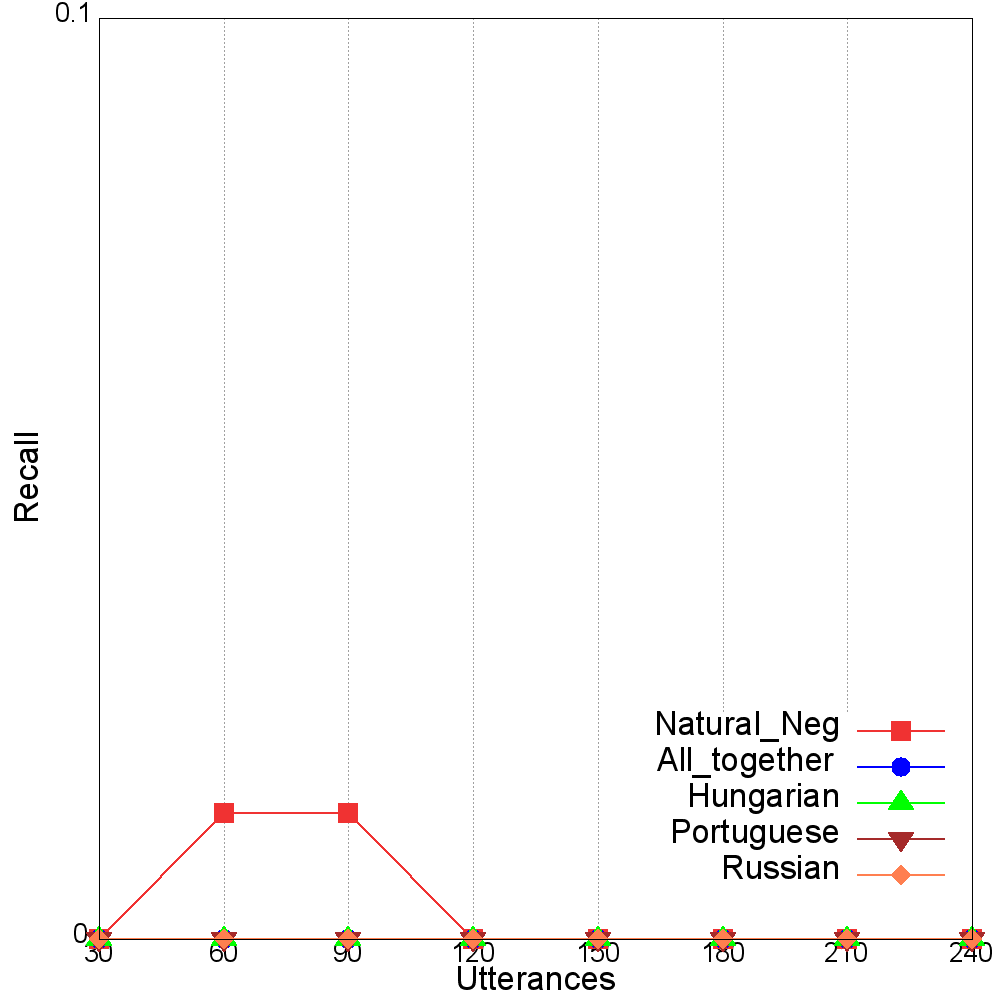 0.1
Recall
Natural_Neg
All_together
Hungarian
Portuguese
Russian
0
30 60 90 120 150 180 210 240
Utterances